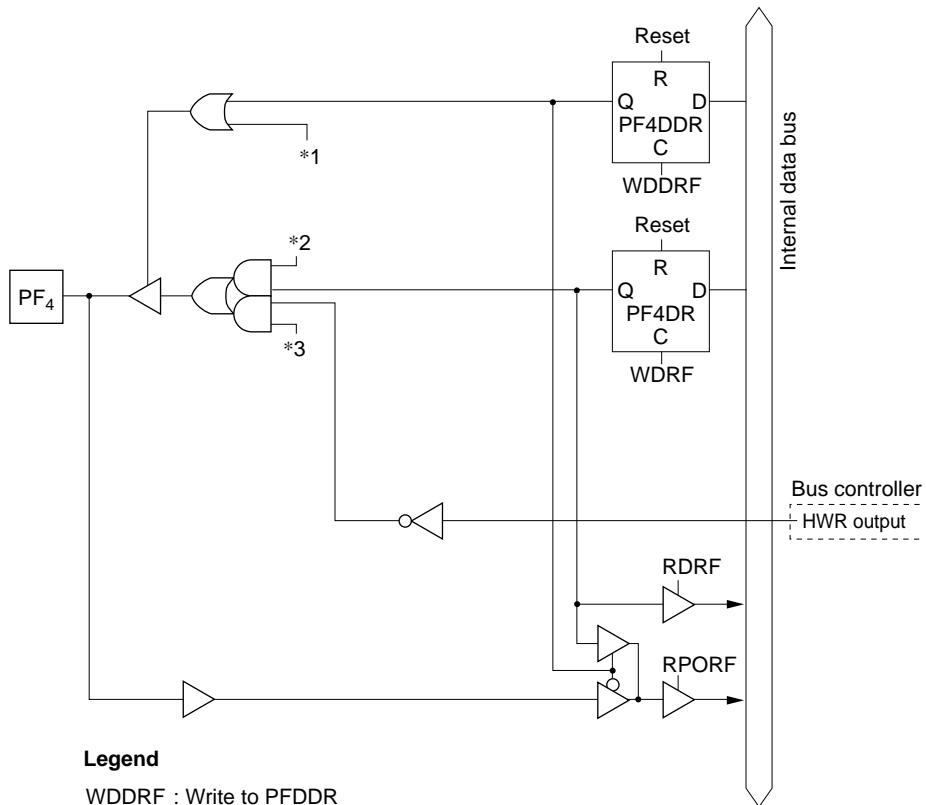 Reset
R
Q D
PF4DDR
C
*1
WDDRF
Internal data bus
Reset
*2
R
Q D
PF₄
PF4DR
C
*3
WDRF
Bus controller
HWR output
RDRF
RPORF
Legend
WDDRF : Write to PFDDR